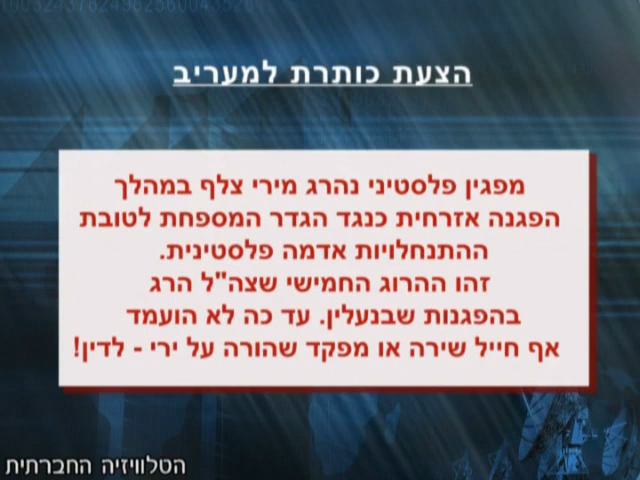 הצעת כותרת למעריב
מפגין פלסטיני נהרג מירי צלף במהלך
הפגנה אזרחית כנגד הגדר המספחת לטובת
ההתנחלויות אדמה פלסטינית.
זהו ההרוג החמישי שצה"ל הרג
בהפגנות שבנעלין. עד כה לא הועמד
אף חייל שירה או מפקד שהורה על ירי - לדין!
הטלוויזיה החברתית